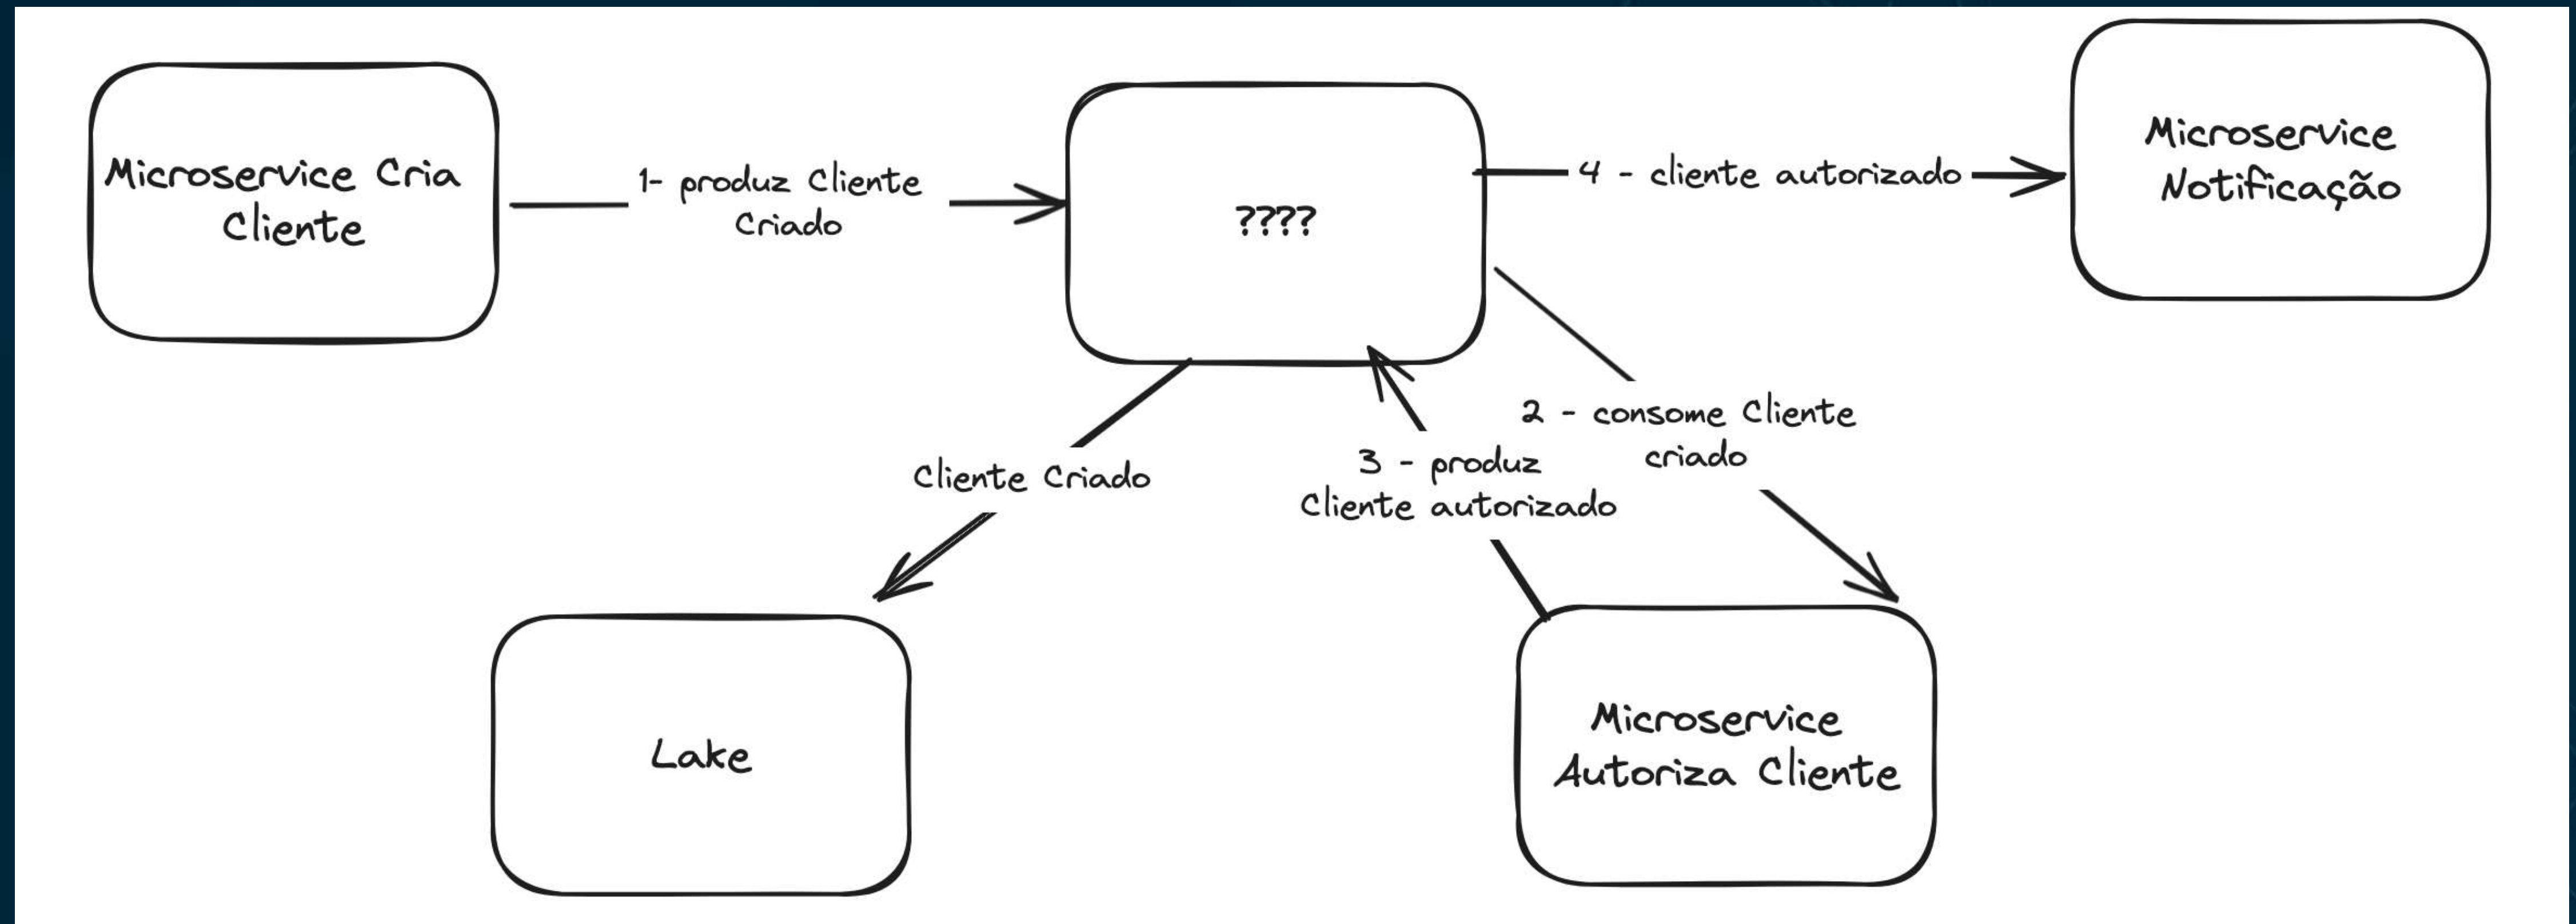 Microservice Cria
Cliente
1- produz Cliente
Criado
????
4 - cliente autorizado
Microservice
Notificação
2 - consome Cliente
criado
3 - produz
Cliente autorizado
Cliente Criado
Lake
Microservice
Autoriza Cliente